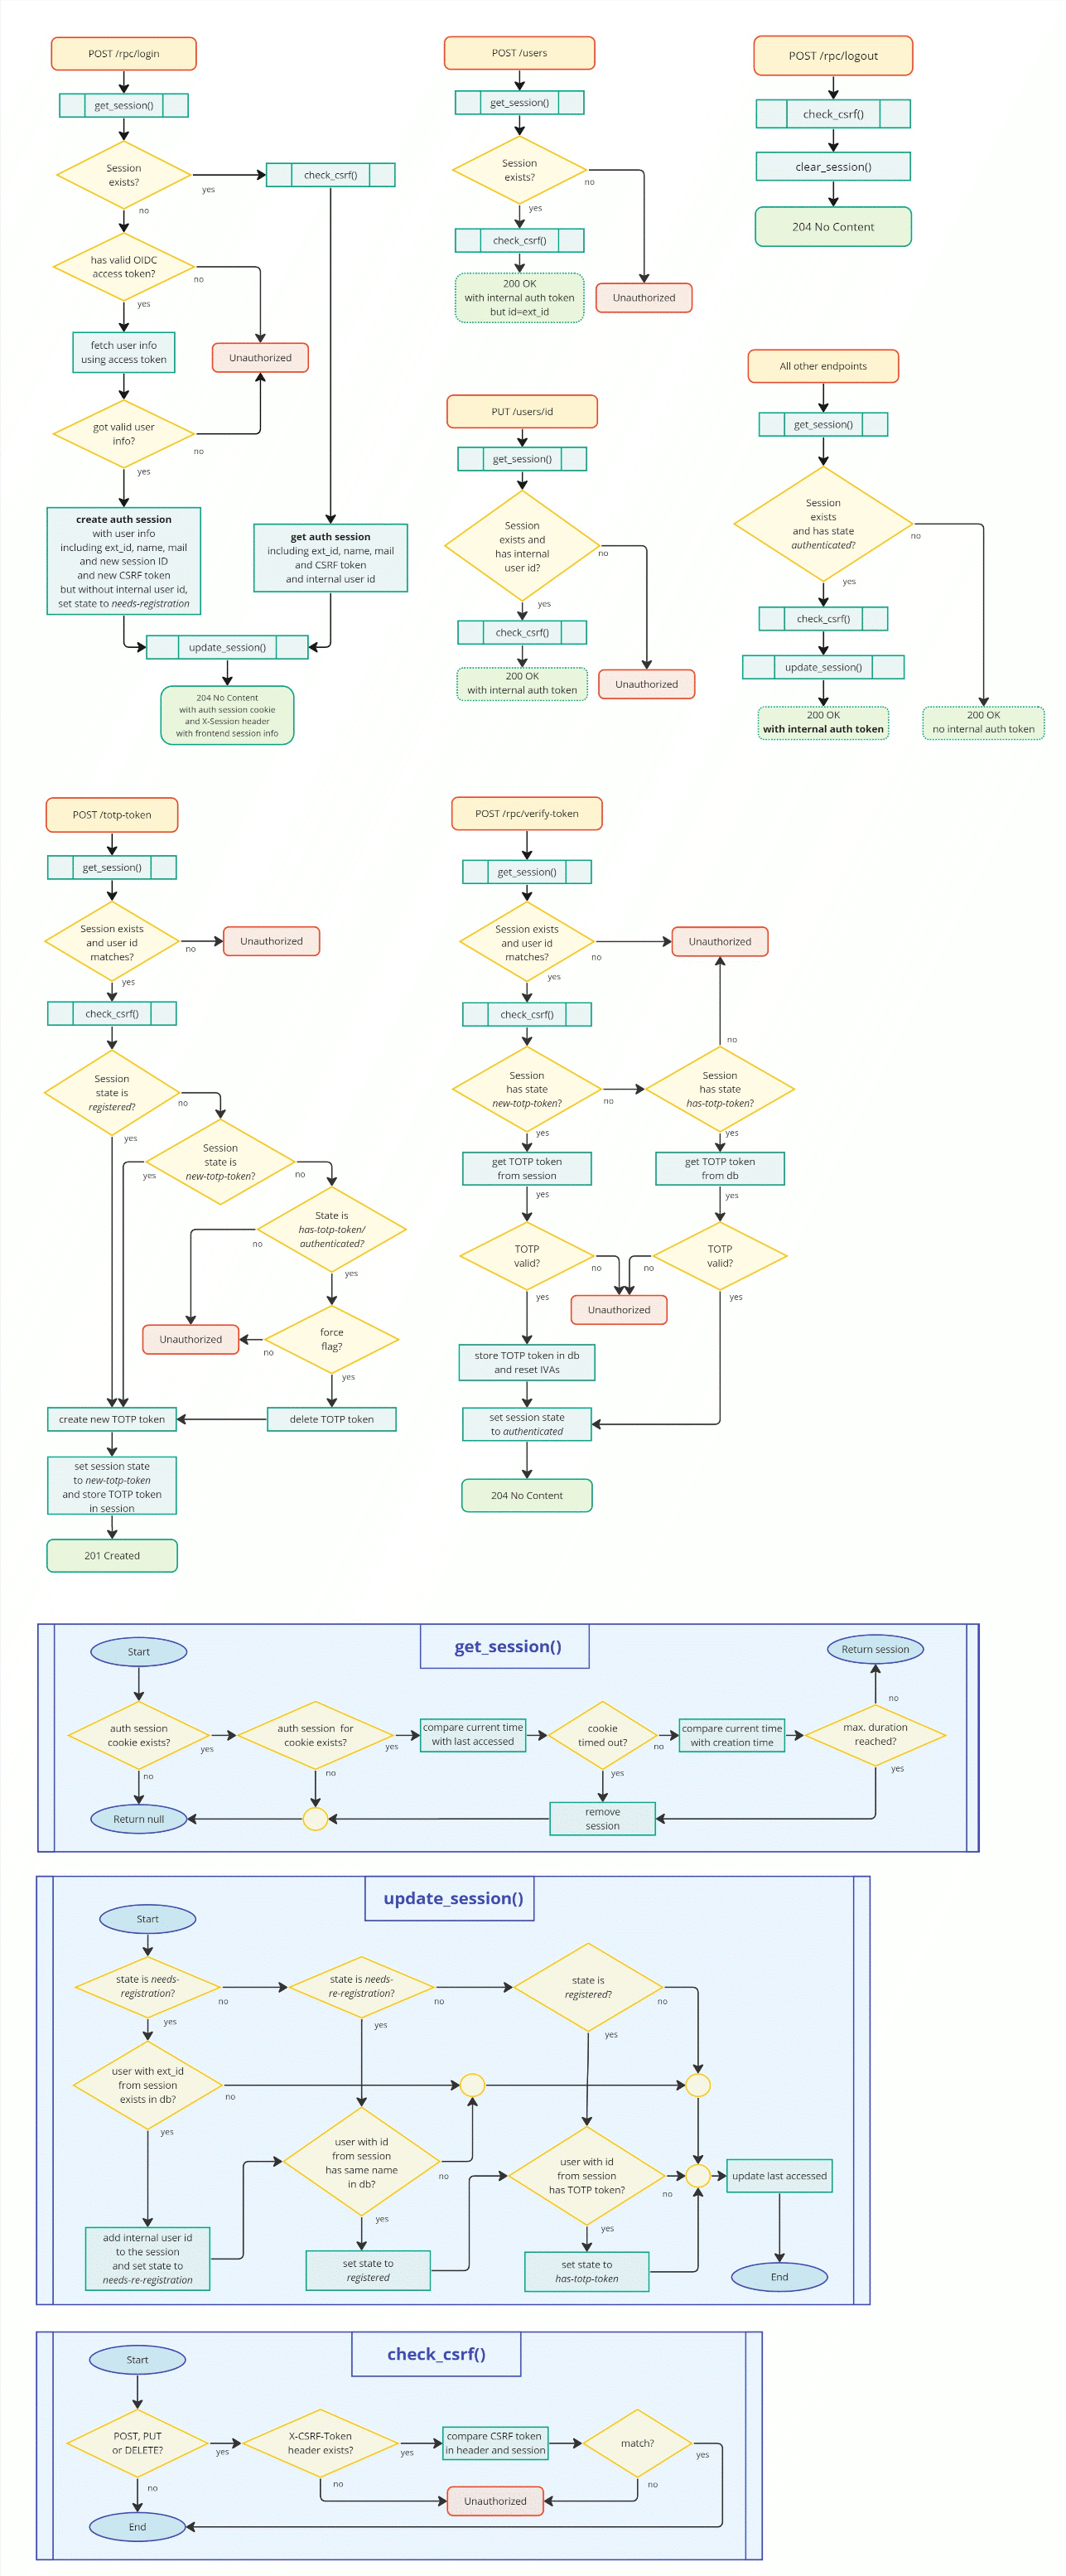 POST /rpc/login
get_session()
Session
exists?
yes
check_csrf()
no
has valid OIDC
access token?
no
yes
fetch user info
using access token
Unauthorized
got valid user
info?
no
yes
create auth session
with user info
including ext_id, name, mail
and new session ID
and new CSRF token
but without internal user id,
set state to needs-registration
get auth session
including ext_id, name, mail
and CSRF token
and internal user id
update_session()
204 No Content
with auth session cookie
and X-Session header
with frontend session info
POST /users
get_session()
Session
exists?
no
yes
check_csrf()
200 OK
with internal auth token
but id=ext_id
Unauthorized
POST /rpc/logout
check_csrf()
clear_session()
204 No Content
PUT /users/id
get_session()
Session
exists and
has internal
user id?
no
yes
check_csrf()
200 OK
with internal auth token
Unauthorized
All other endpoints
get_session()
Session
exists
and has state
authenticated?
no
yes
check_csrf()
update_session()
200 OK
with internal auth token
200 OK
no internal auth token
POST /totp-token
get_session()
Session exists
and user id
matches?
no
Unauthorized
yes
check_csrf()
Session
state is
registered?
no
yes
Session
state is
new-totp-token?
yes
no
State is
has-totp-token/
authenticated?
no
yes
force
flag?
Unauthorized
no
yes
create new TOTP token
delete TOTP token
set session state
to new-totp-token
and store TOTP token
in session
201 Created
POST /rpc/verify-token
get_session()
Session exists
and user id
matches?
no
Unauthorized
yes
check_csrf()
no
Session
has state
new-totp-token?
no
Session
has state
has-totp-token?
yes
yes
get TOTP token
from session
get TOTP token
from db
yes
yes
TOTP
valid?
no
no
TOTP
valid?
yes
yes
Unauthorized
store TOTP token in db
and reset IVAs
set session state
to authenticated
204 No Content
get_session()
Start
Return session
no
auth session
cookie exists?
yes
auth session for
cookie exists?
yes
compare current time
with last accessed
cookie
timed out?
no
compare current time
with creation time
max. duration
reached?
no
no
yes
yes
Return null
remove
session
update_session()
Start
state is needs-
registration?
no
state is needs-
re-registration?
no
state is
registered?
no
yes
yes
yes
user with ext_id
from session
exists in db?
no
yes
user with id
from session
has same name
in db?
no
yes
user with id
from session
has TOTP token?
no
yes
update last accessed
add internal user id
to the session
and set state to
needs-re-registration
set state to
registered
set state to
has-totp-token
End
check_csrf()
Start
POST, PUT
or DELETE?
yes
X-CSRF-Token
header exists?
yes
compare CSRF token
in header and session
match?
yes
no
no
no
Unauthorized
End